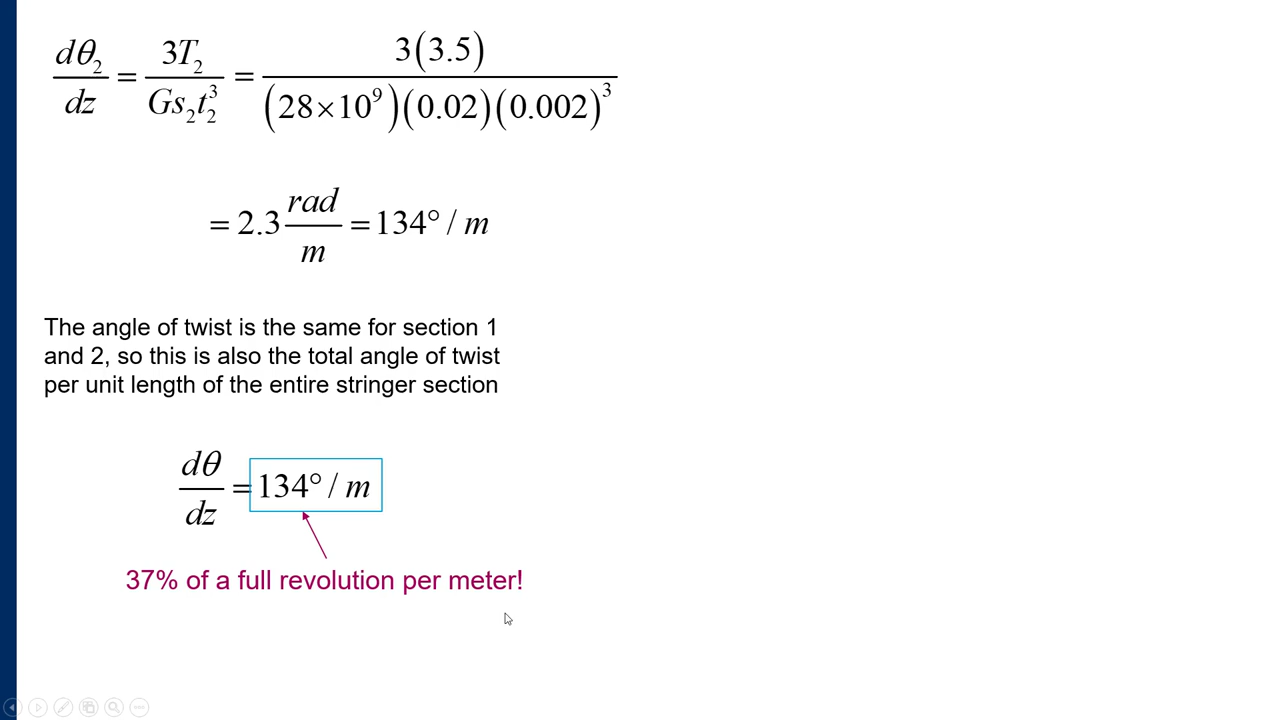 dθ₂/dz = 3T₂/Gs₂t₂³ = 3(3.5)/(28×10⁹)(0.02)(0.002)³
= 2.3 rad/m = 134° / m
The angle of twist is the same for section 1
and 2, so this is also the total angle of twist
per unit length of the entire stringer section
dθ/dz = 134° / m
37% of a full revolution per meter!